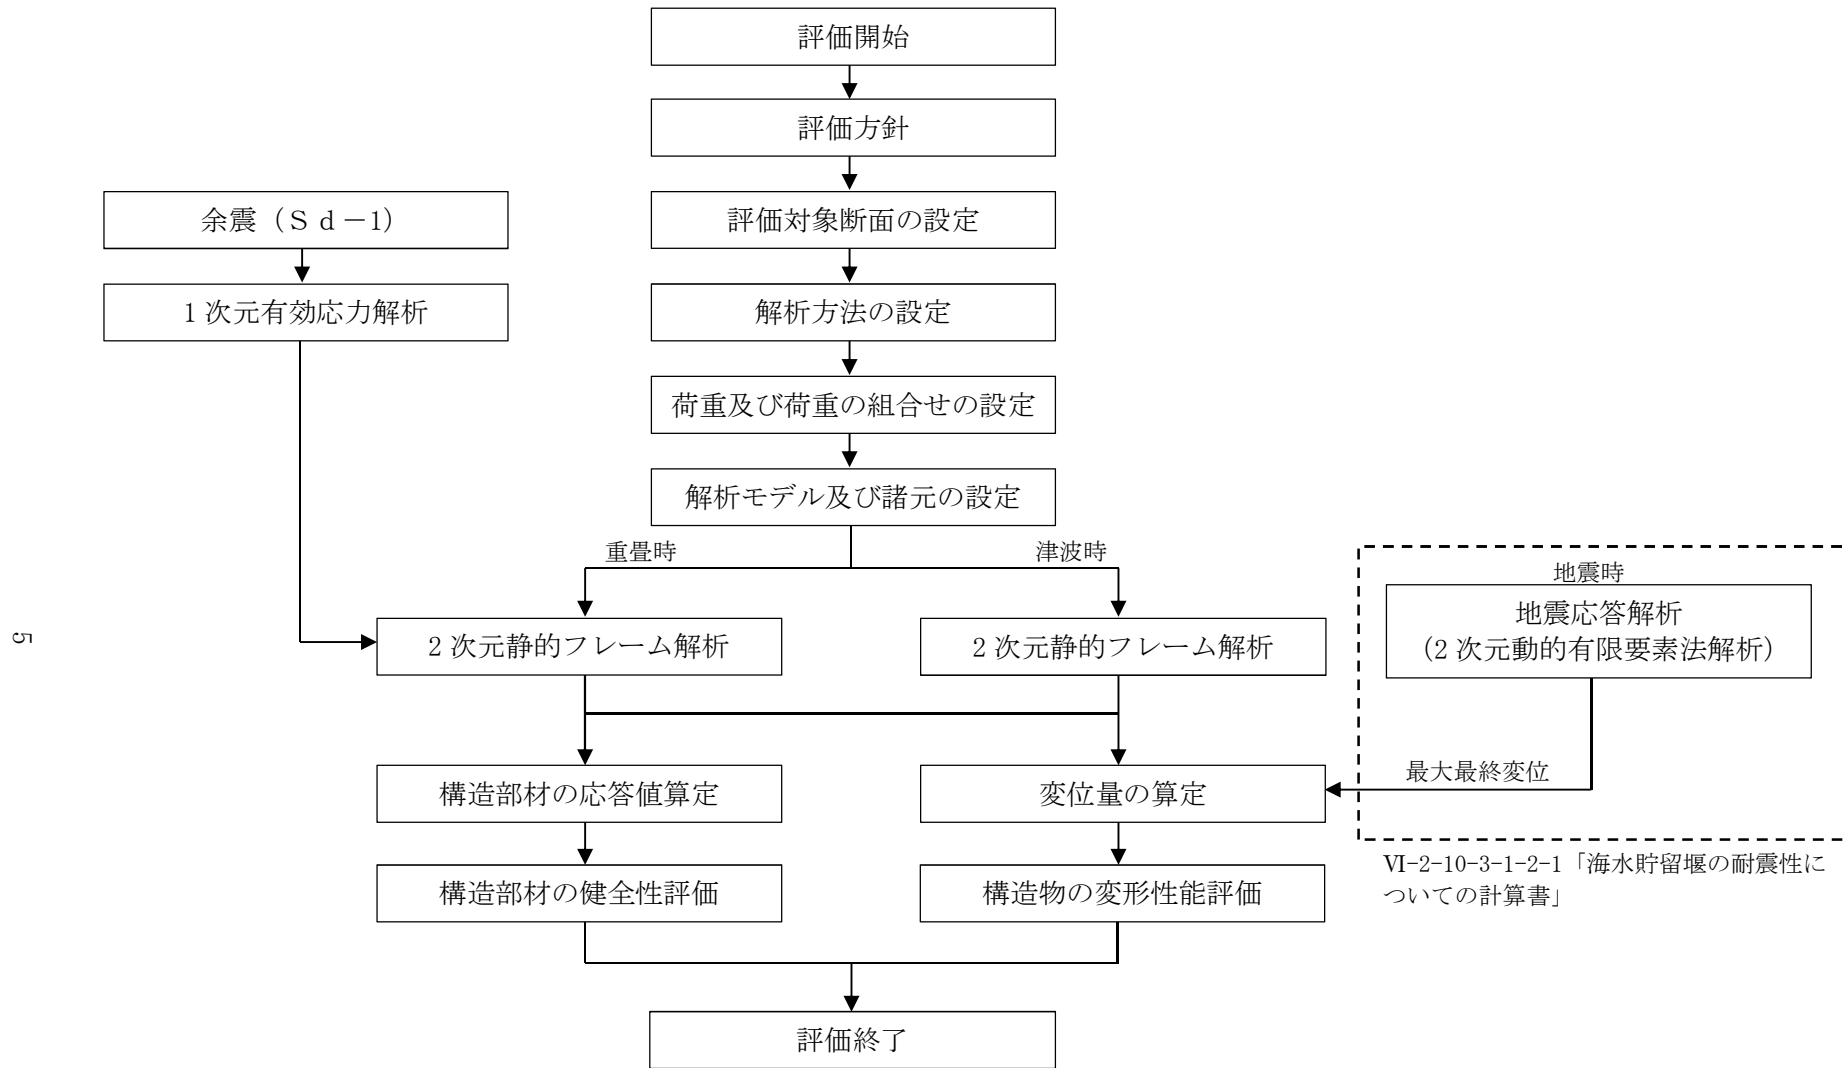 評価開始
評価方針
評価対象断面の設定
余震（Ｓｄ－1）
1次元有効応力解析
解析方法の設定
荷重及び荷重の組合せの設定
解析モデル及び諸元の設定
重畳時
津波時
地震時
地震応答解析
（2次元動的有限要素法解析）
2次元静的フレーム解析
2次元静的フレーム解析
最大最終変位
構造部材の応答値算定
変位量の算定
構造部材の健全性評価
構造物の変形性能評価
Ⅵ-2-10-3-1-2-1「海水貯留堰の耐震性に
ついての計算書」
評価終了
5